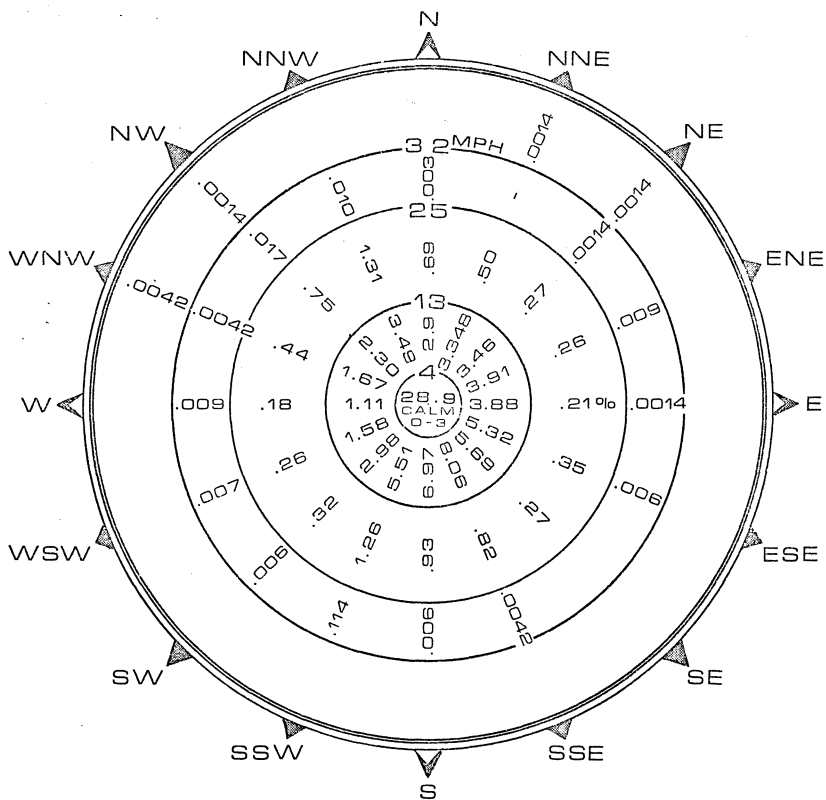 N
NNW
NNE
NW
NE
32 MPH
.0014
.003
.010
.0014
.0014
25
.017
.0014
WNW
ENE
1.31
.69
.50
.0042
.0042
.75
.27
.009
13
.44
.26
2.9
3.46
3.91
1.67
4
W
.009
.18
1.11
28.9
CALM
0-3
3.88
.21%
.0014
E
1.58
5.32
2.98
5.51
6.97
.26
.35
.007
.006
.32
.27
1.26
.93
.82
WSW
ESE
.006
.114
.006
.0042
SW
SE
SSW
SSE
S